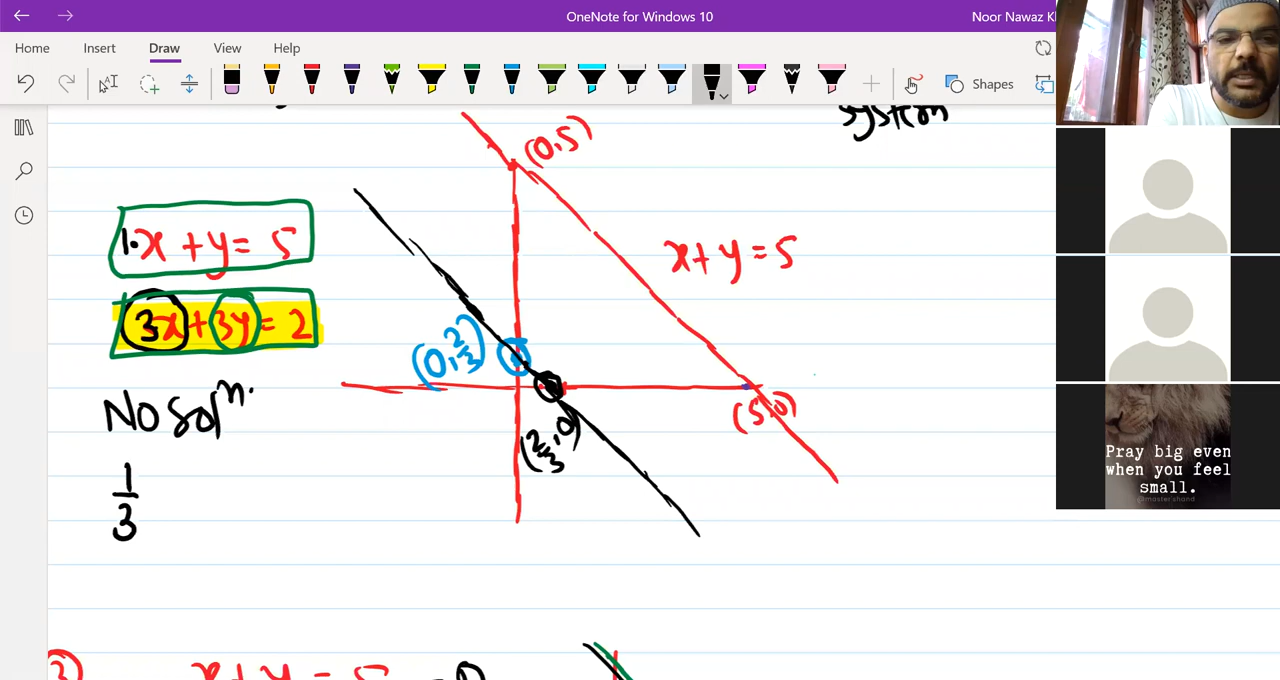 OneNote for Windows 10
Noor Nawaz K
Home Insert Draw View Help
Shapes
system
(0,5)
1.x + y = 5
x + y = 5
3x + 3y = 2
(0, 2/3)
No solⁿ.
(5,0)
(2/3, 0)
1/3
Pray big even
when you feel
small.
x + y = 5